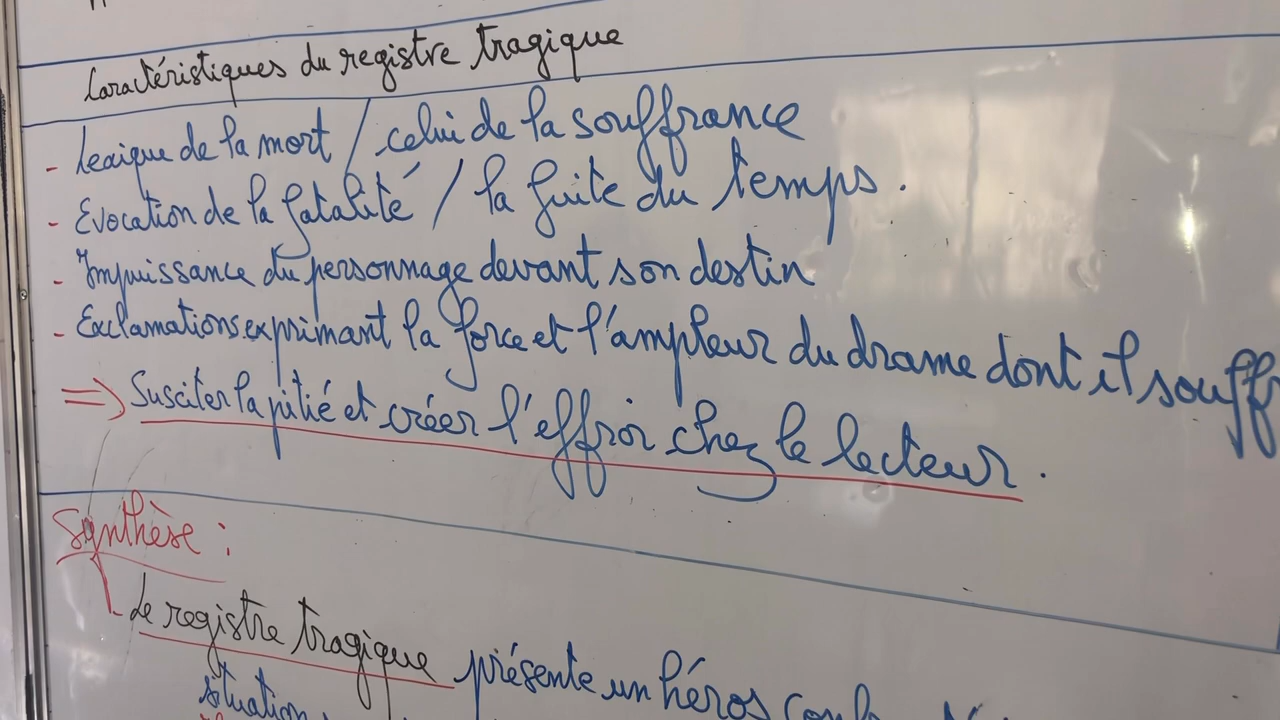 Caractéristiques du registre tragique
- Lexique de la mort / celui de la souffrance
- Evocation de la fatalité / la fuite du temps.
- Impuissance du personnage devant son destin
- Exclamations exprimant la force et l'ampleur du drame dont il souff
=> Susciter la pitié et créer l'effroi chez le lecteur.
Synthèse :
- Le registre tragique présente un héros
situation